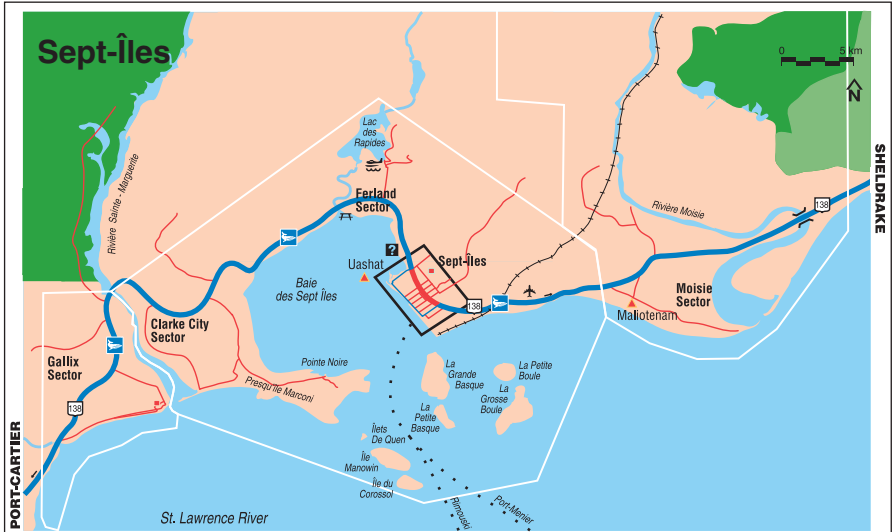 Sept-Îles
0 5 km
N
SHELDRAKE
PORT-CARTIER
Lac
des
Rapides
Rivière Sainte - Marguerite
Ferland
Sector
Rivière Moisie
138
?
Uashat
Sept-Îles
Baie
des Sept Îles
138
Moisie
Sector
Maliotenam
Clarke City
Sector
Gallix
Sector
138
Pointe Noire
Presqu'île Marconi
La
Grande
Basque
La Petite
Boule
La
Grosse
Boule
La
Petite
Basque
Îlets
De Quen
Île
Manowin
Île du
Corossol
Rimouski
Port-Menier
St. Lawrence River